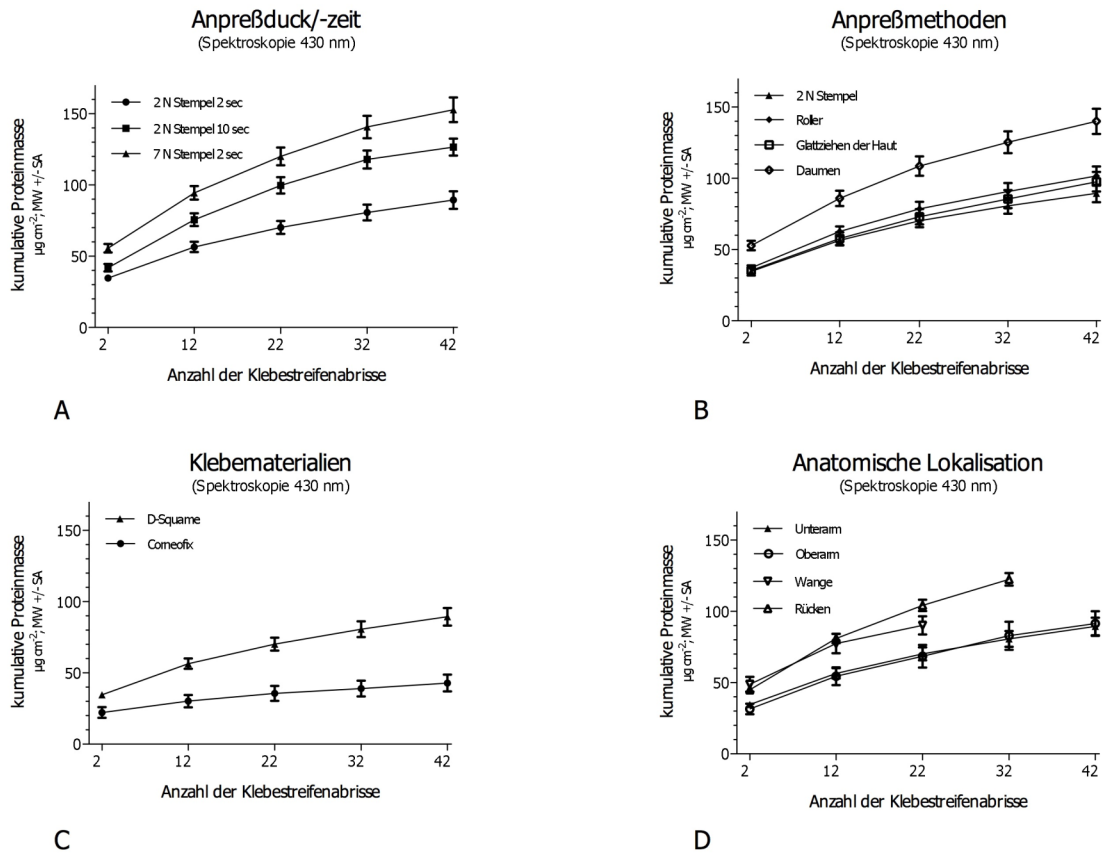 Anpreßduck/-zeit
(Spektroskopie 430 nm)
2 N Stempel 2 sec
2 N Stempel 10 sec
7 N Stempel 2 sec
kumulative Proteinmasse
µg cm-2; MW +/- SA
150
100
50
0
2 12 22 32 42
Anzahl der Klebestreifenabrisse
A
Anpreßmethoden
(Spektroskopie 430 nm)
2 N Stempel
Roller
Glattziehen der Haut
Daumen
kumulative Proteinmasse
µg cm-2; MW +/- SA
150
100
50
0
2 12 22 32 42
Anzahl der Klebestreifenabrisse
B
Klebematerialien
(Spektroskopie 430 nm)
D-Squame
Corneofix
kumulative Proteinmasse
µg cm-2; MW +/- SA
150
100
50
0
2 12 22 32 42
Anzahl der Klebestreifenabrisse
C
Anatomische Lokalisation
(Spektroskopie 430 nm)
Unterarm
Oberarm
Wange
Rücken
kumulative Proteinmasse
µg cm-2; MW +/- SA
150
100
50
0
2 12 22 32 42
Anzahl der Klebestreifenabrisse
D